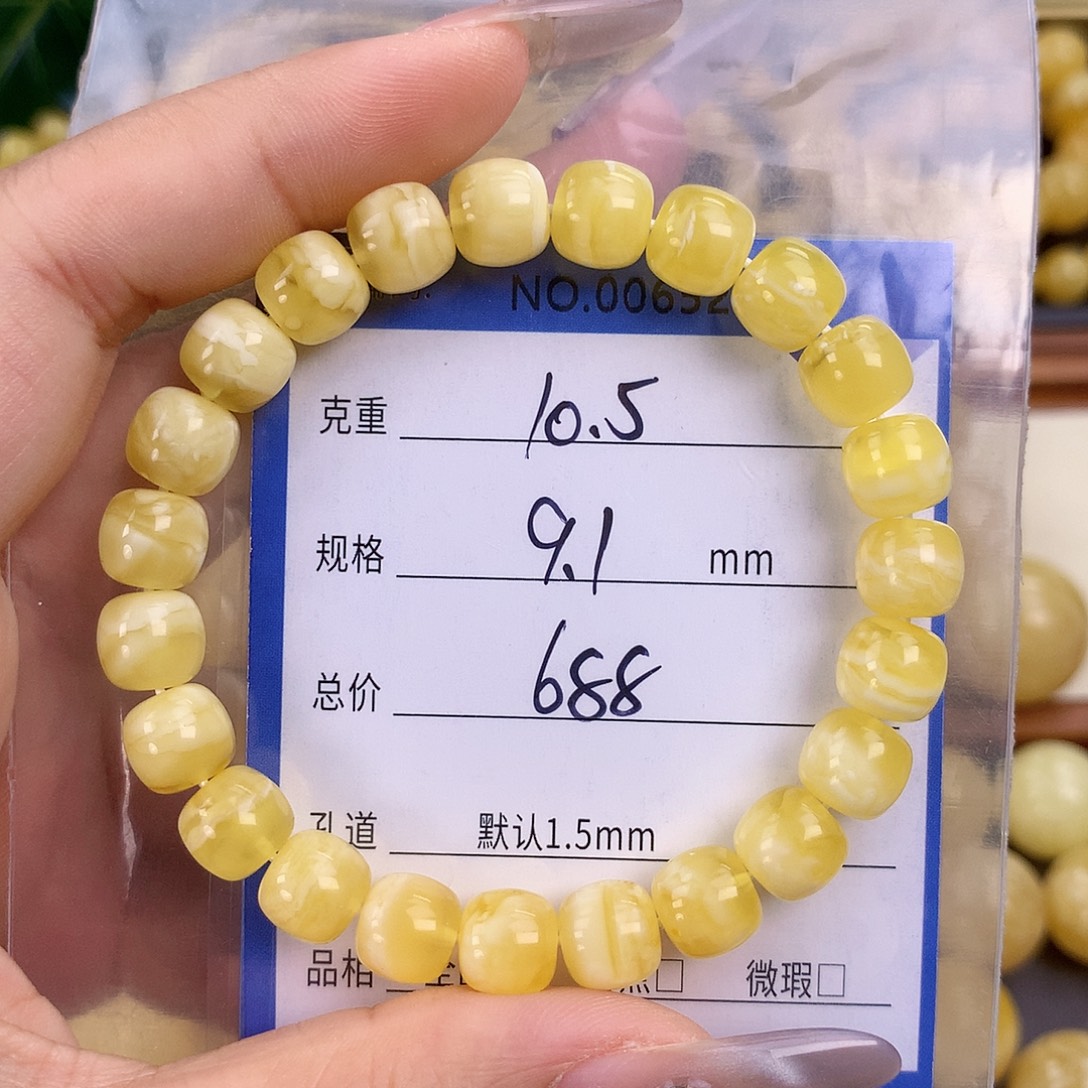 NO.00652
克重 10.5
规格 9.1 mm
总价 688
孔道 默认1.5mm
品相 微瑕□